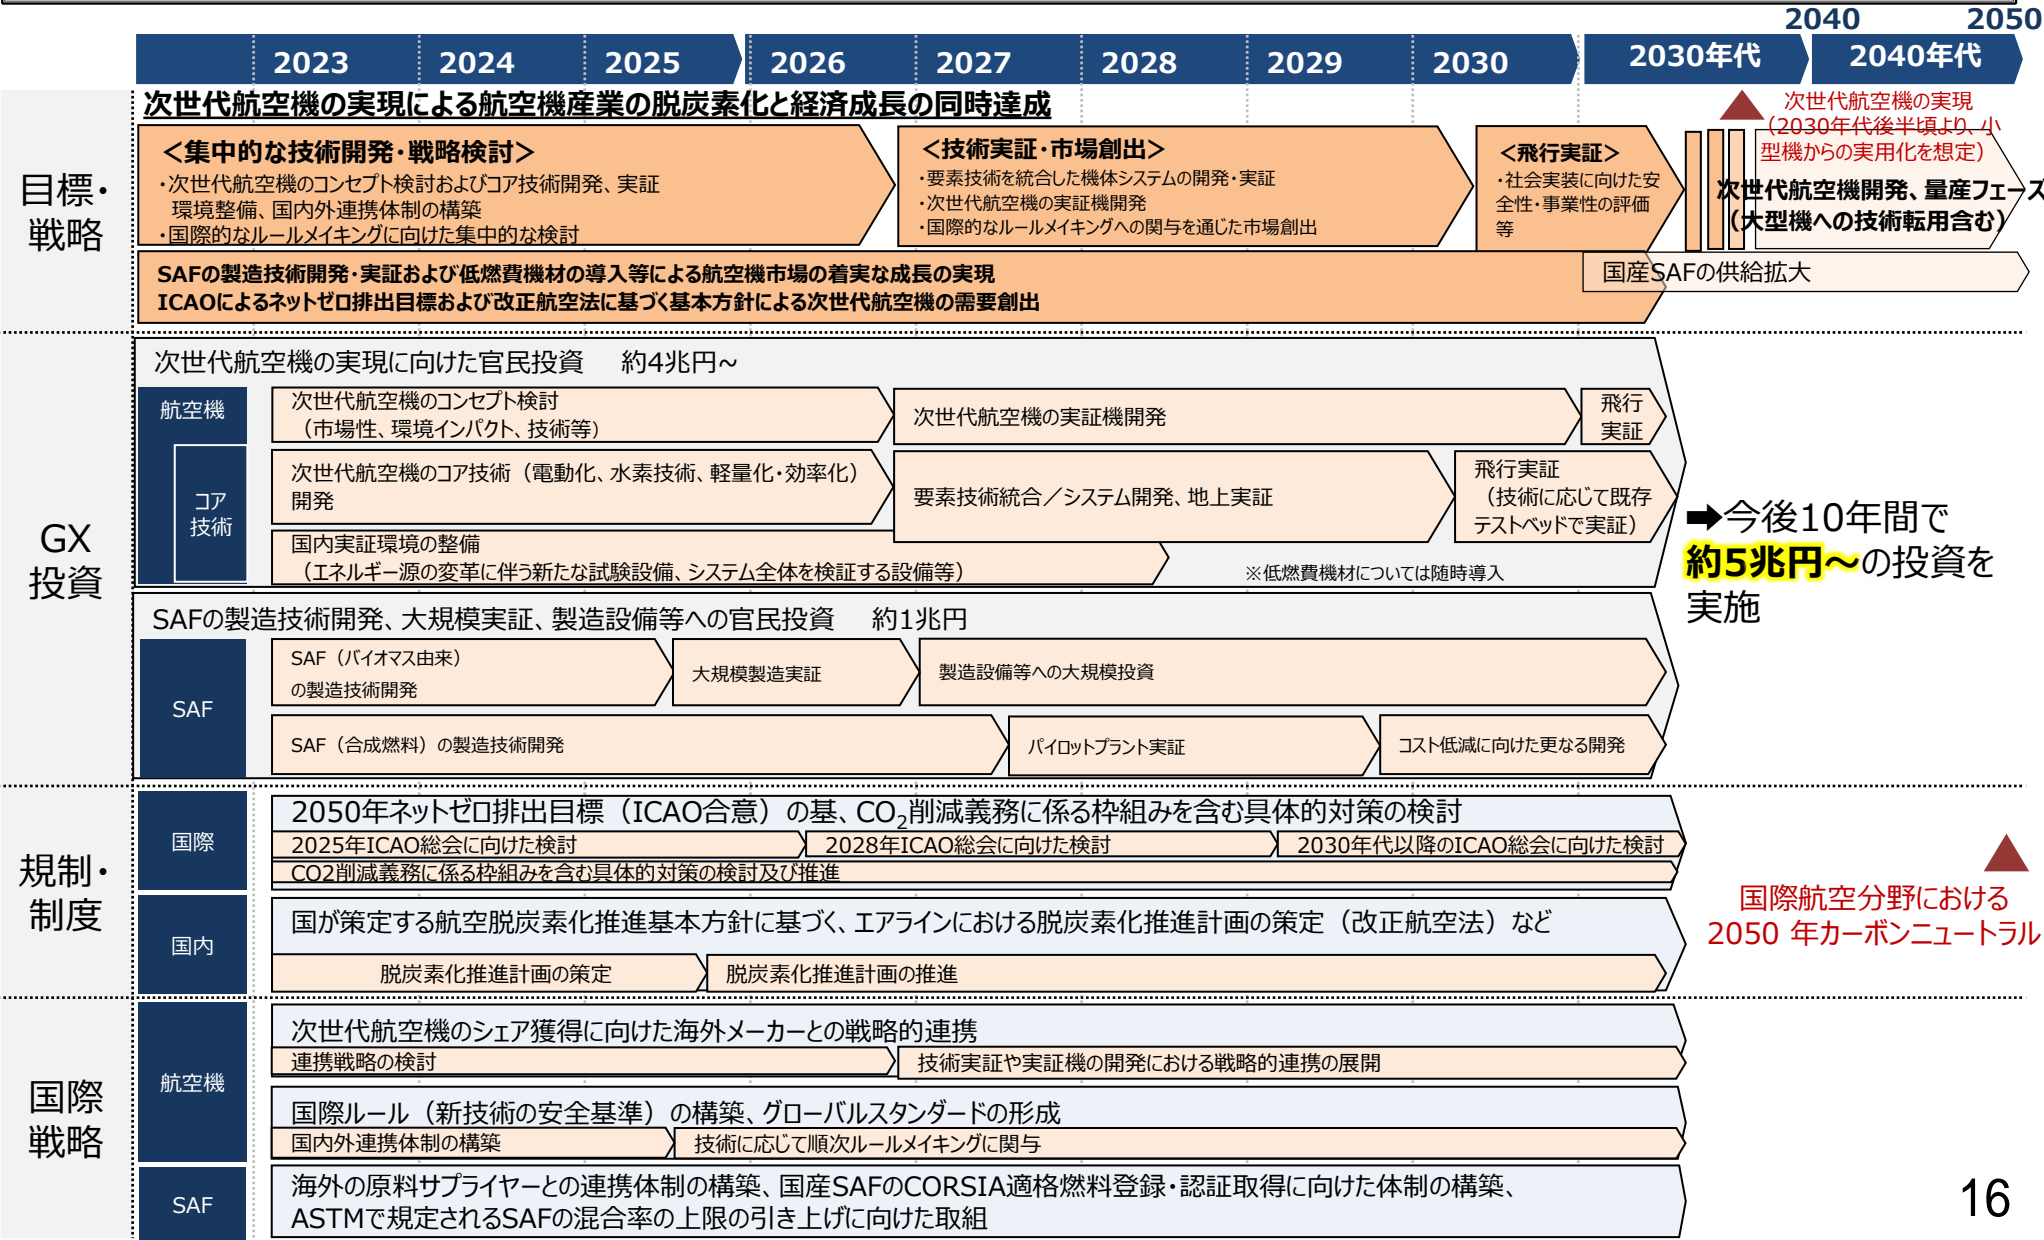 2040 2050
2023 2024 2025 2026 2027 2028 2029 2030 2030年代 2040年代
目標・
戦略
次世代航空機の実現による航空機産業の脱炭素化と経済成長の同時達成
＜集中的な技術開発・戦略検討＞
・次世代航空機のコンセプト検討およびコア技術開発、実証
環境整備、国内外連携体制の構築
・国際的なルールメイキングに向けた集中的な検討
＜技術実証・市場創出＞
・要素技術を統合した機体システムの開発・実証
・次世代航空機の実証機開発
・国際的なルールメイキングへの関与を通じた市場創出
＜飛行実証＞
・社会実装に向けた安
全性・事業性の評価
等
次世代航空機の実現
（2030年代後半頃より、小
型機からの実用化を想定）
次世代航空機開発、量産フェーズ
（大型機への技術転用含む）
SAFの製造技術開発・実証および低燃費機材の導入等による航空機市場の着実な成長の実現
ICAOによるネットゼロ排出目標および改正航空法に基づく基本方針による次世代航空機の需要創出
国産SAFの供給拡大
GX
投資
次世代航空機の実現に向けた官民投資　約4兆円~
航空機
次世代航空機のコンセプト検討
（市場性、環境インパクト、技術等）
次世代航空機の実証機開発
飛行
実証
コア
技術
次世代航空機のコア技術（電動化、水素技術、軽量化・効率化）
開発
要素技術統合／システム開発、地上実証
飛行実証
（技術に応じて既存
テストベッドで実証）
国内実証環境の整備
（エネルギー源の変革に伴う新たな試験設備、システム全体を検証する設備等）
※低燃費機材については随時導入
➡今後10年間で
約5兆円～の投資を
実施
SAFの製造技術開発、大規模実証、製造設備等への官民投資　約1兆円
SAF
SAF（バイオマス由来）
の製造技術開発
大規模製造実証
製造設備等への大規模投資
SAF（合成燃料）の製造技術開発
パイロットプラント実証
コスト低減に向けた更なる開発
規制・
制度
国際
2050年ネットゼロ排出目標（ICAO合意）の基、CO2削減義務に係る枠組みを含む具体的対策の検討
2025年ICAO総会に向けた検討
2028年ICAO総会に向けた検討
2030年代以降のICAO総会に向けた検討
CO2削減義務に係る枠組みを含む具体的対策の検討及び推進
国内
国が策定する航空脱炭素化推進基本方針に基づく、エアラインにおける脱炭素化推進計画の策定（改正航空法）など
脱炭素化推進計画の策定
脱炭素化推進計画の推進
国際航空分野における
2050 年カーボンニュートラル
国際
戦略
航空機
次世代航空機のシェア獲得に向けた海外メーカーとの戦略的連携
連携戦略の検討
技術実証や実証機の開発における戦略的連携の展開
国際ルール（新技術の安全基準）の構築、グローバルスタンダードの形成
国内外連携体制の構築
技術に応じて順次ルールメイキングに関与
SAF
海外の原料サプライヤーとの連携体制の構築、国産SAFのCORSIA適格燃料登録・認証取得に向けた体制の構築、
ASTMで規定されるSAFの混合率の上限の引き上げに向けた取組
16